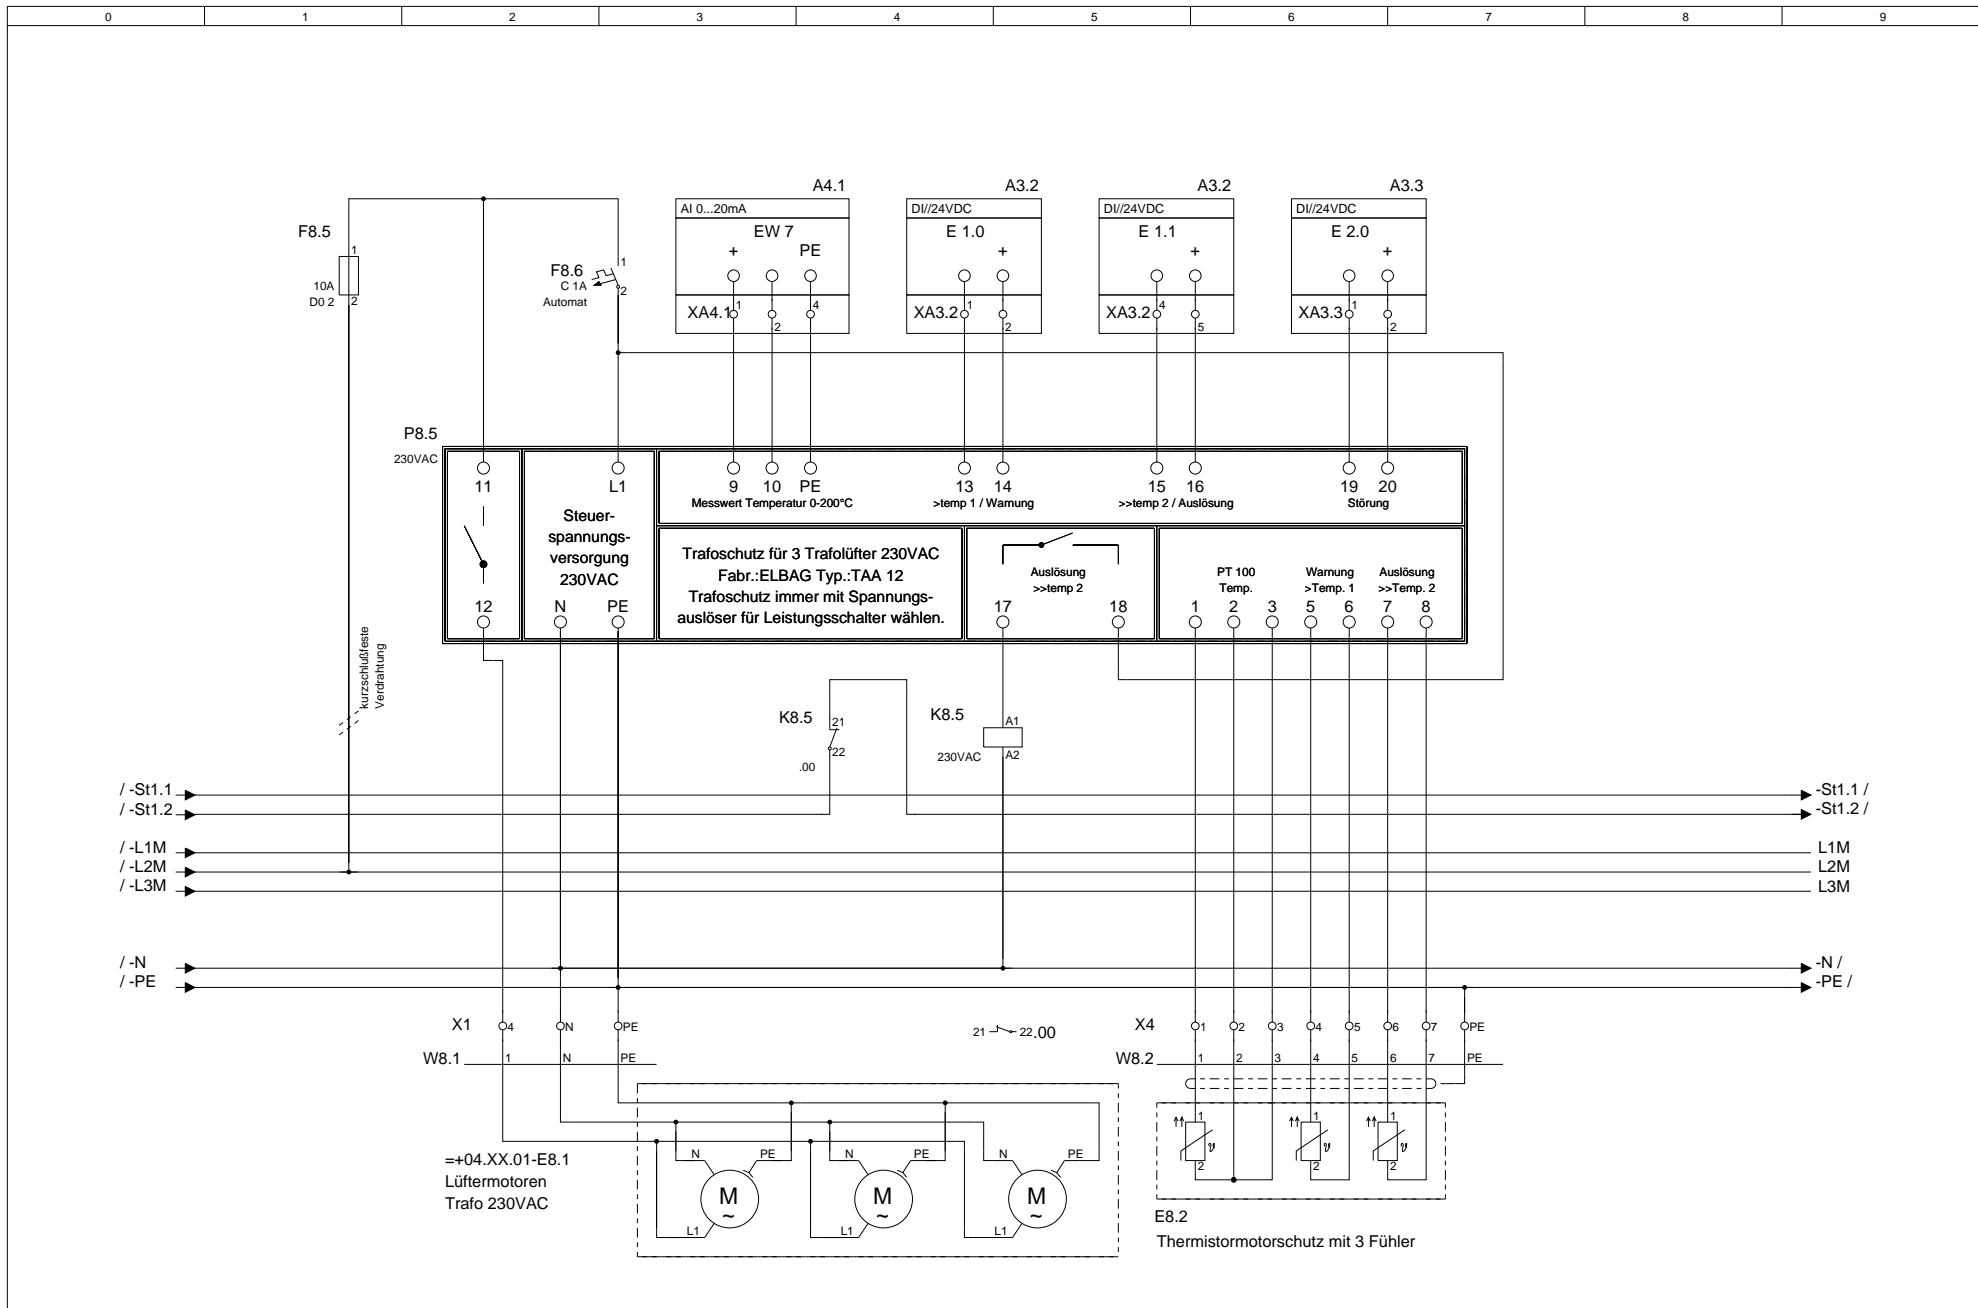 0 1 2 3 4 5 6 7 8 9
A4.1 A3.2 A3.2 A3.3
AI 0...20mA DI//24VDC DI//24VDC DI//24VDC
F8.5 EW 7 E 1.0 E 1.1 E 2.0
1 + PE + + +
F8.6 1
10A C 1A 2
D0 2 2 Automat
XA4.1 1 2 4 XA3.2 1 2 XA3.2 4 5 XA3.3 1 2
P8.5
230VAC
11 L1 9 10 PE 13 14 15 16 19 20
Messwert Temperatur 0-200°C >temp 1 / Warnung >>temp 2 / Auslösung Störung
Steuer-
spannungs-
versorgung
230VAC
Trafoschutz für 3 Trafolüfter 230VAC
Fabr.:ELBAG Typ.:TAA 12
Trafoschutz immer mit Spannungs-
auslöser für Leistungsschalter wählen.
Auslösung
>>temp 2
PT 100
Temp.
Warnung
>Temp. 1
Auslösung
>>Temp. 2
12 N PE 17 18 1 2 3 5 6 7 8
kurzschlußfeste
Verdrahtung
K8.5 21
22
.00
K8.5 A1
230VAC A2
/ -St1.1 -St1.1 /
/ -St1.2 -St1.2 /
/ -L1M L1M
/ -L2M L2M
/ -L3M L3M
/ -N -N /
/ -PE -PE /
X1 4 N PE 21 22 .00 X4 1 2 3 4 5 6 7 PE
W8.1 1 N PE W8.2 1 2 3 4 5 6 7 PE
1 ϑ 2 1 ϑ 2 1 ϑ 2
N PE N PE N PE
M
~
M
~
M
~
L1 L1 L1
=+04.XX.01-E8.1
Lüftermotoren
Trafo 230VAC
E8.2
Thermistormotorschutz mit 3 Fühler